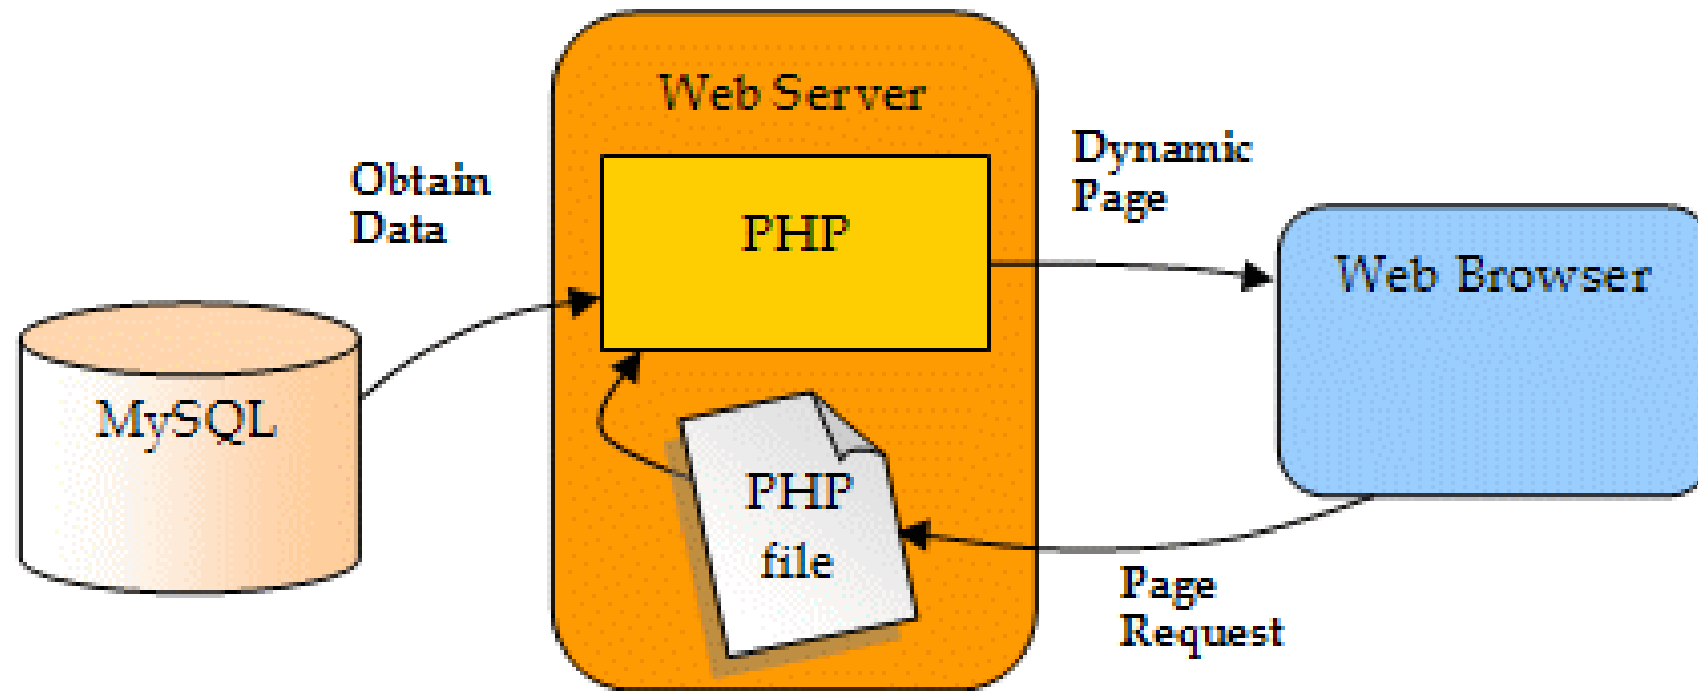 Web Server
Obtain
Data
PHP
Dynamic
Page
Web Browser
MySQL
PHP
file
Page
Request